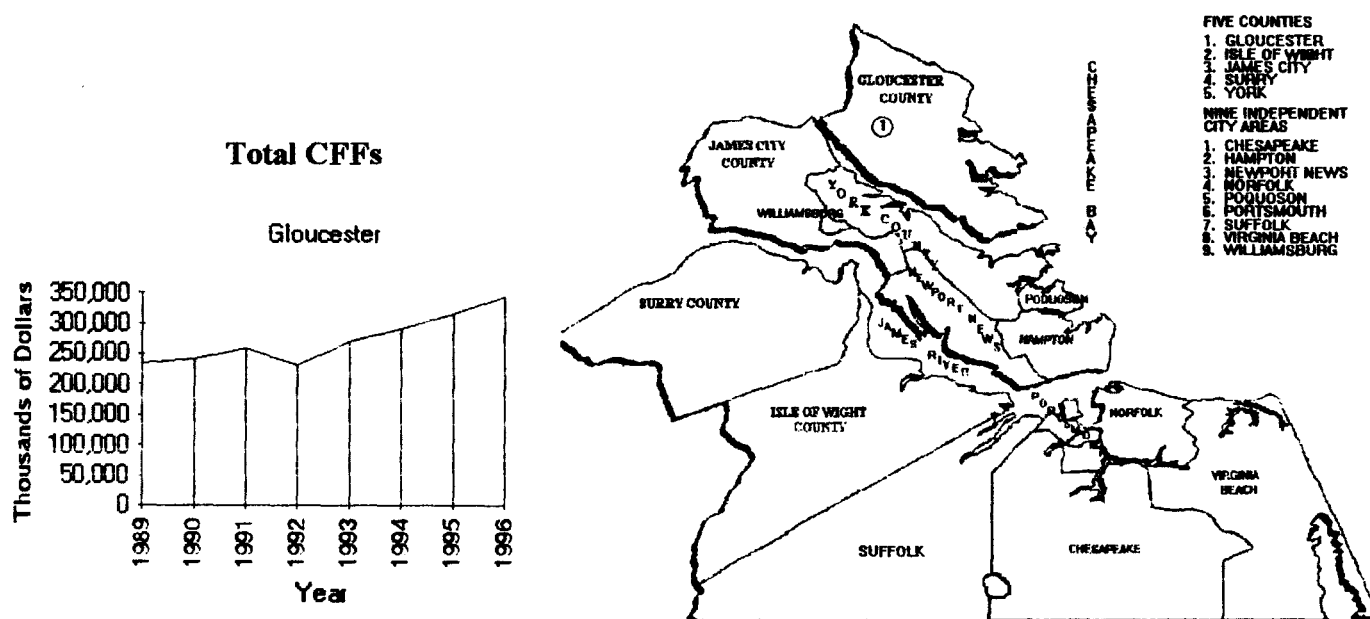 Total CFFs
Gloucester
Thousands of Dollars
350,000
300,000
250,000
200,000
150,000
100,000
50,000
0
1989
1990
1991
1992
1993
1994
1995
1996
Year
GLOUCESTER
COUNTY
1
JAMES CITY
COUNTY
YORK COUNTY
WILLIAMSBURG
SURRY COUNTY
NEWPORT NEWS
JAMES
RIVER
POQUOSON
HAMPTON
ISLE OF WIGHT
COUNTY
NORFOLK
VIRGINIA
BEACH
SUFFOLK
CHESAPEAKE
CHESAPEAKE BAY
FIVE COUNTIES
1. GLOUCESTER
2. ISLE OF WIGHT
3. JAMES CITY
4. SURRY
5. YORK
NINE INDEPENDENT
CITY AREAS
1. CHESAPEAKE
2. HAMPTON
3. NEWPORT NEWS
4. NORFOLK
5. POQUOSON
6. PORTSMOUTH
7. SUFFOLK
8. VIRGINIA BEACH
9. WILLIAMSBURG